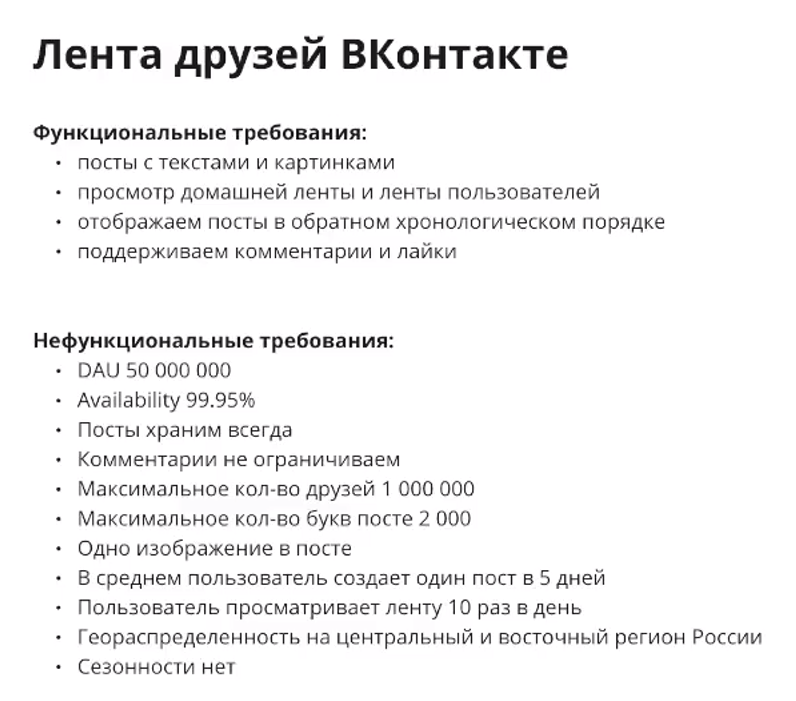 Лента друзей ВКонтакте
Функциональные требования:
• посты с текстами и картинками
• просмотр домашней ленты и ленты пользователей
• отображаем посты в обратном хронологическом порядке
• поддерживаем комментарии и лайки
Нефункциональные требования:
• DAU 50 000 000
• Availability 99.95%
• Посты храним всегда
• Комментарии не ограничиваем
• Максимальное кол-во друзей 1 000 000
• Максимальное кол-во букв посте 2 000
• Одно изображение в посте
• В среднем пользователь создает один пост в 5 дней
• Пользователь просматривает ленту 10 раз в день
• Геораспределенность на центральный и восточный регион России
• Сезонности нет